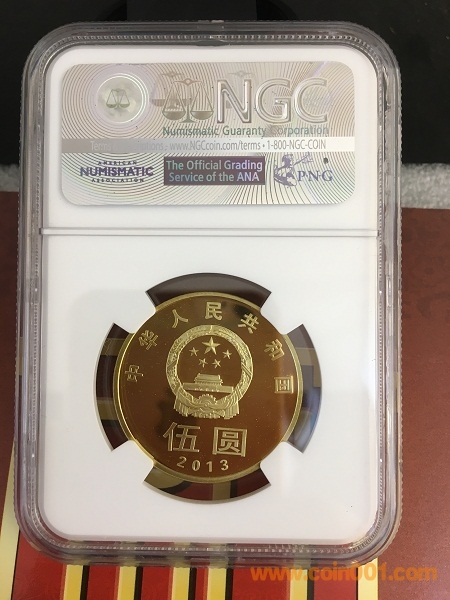 NGC
Numismatic Guaranty Corporation
www.NGCcoin.com/terms • 1-800-NGC-COIN
AMERICAN
NUMISMATIC
ASSOCIATION
The Official Grading
Service of the ANA
PNG
中华人民共和国
伍圆
2013
www.coin001.com